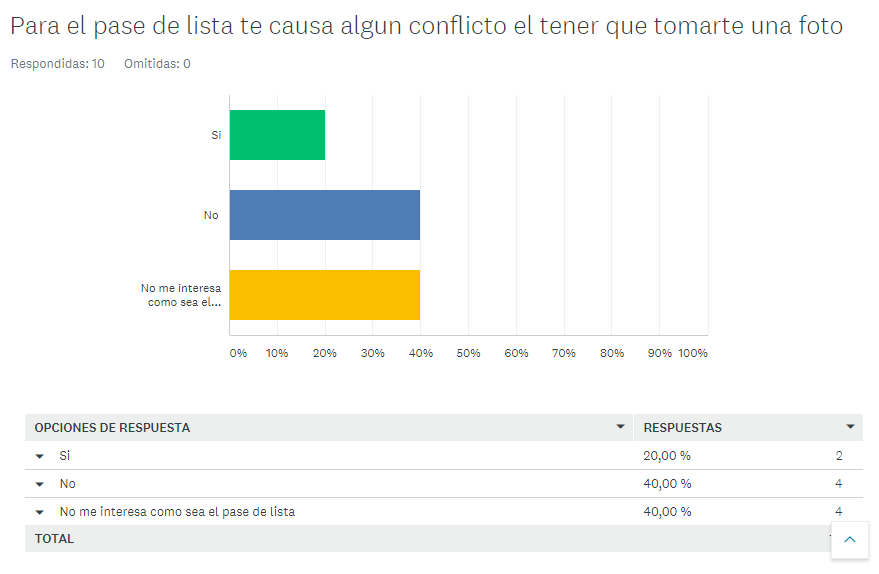 Para el pase de lista te causa algun conflicto el tener que tomarte una foto
Respondidas: 10 Omitidas: 0
Si
No
No me interesa
como sea el...
0% 10% 20% 30% 40% 50% 60% 70% 80% 90% 100%
OPCIONES DE RESPUESTA RESPUESTAS
Si 20,00 % 2
No 40,00 % 4
No me interesa como sea el pase de lista 40,00 % 4
TOTAL